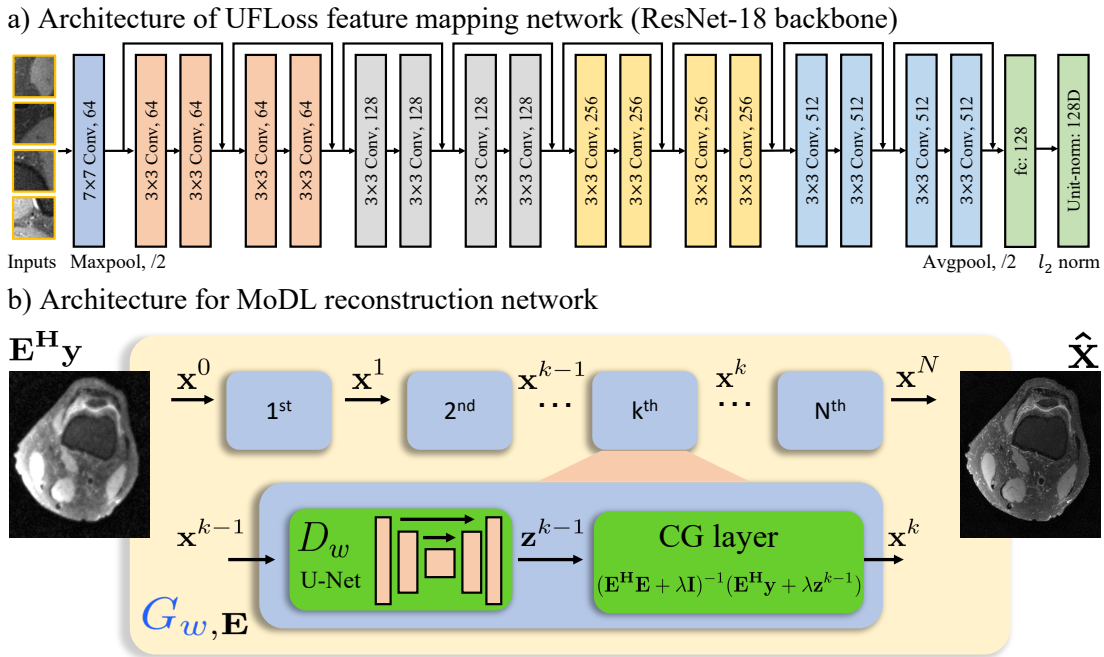 a) Architecture of UFLoss feature mapping network (ResNet-18 backbone)
7×7 Conv, 64
3×3 Conv, 64
3×3 Conv, 64
3×3 Conv, 64
3×3 Conv, 64
3×3 Conv, 128
3×3 Conv, 128
3×3 Conv, 128
3×3 Conv, 128
3×3 Conv, 256
3×3 Conv, 256
3×3 Conv, 256
3×3 Conv, 256
3×3 Conv, 512
3×3 Conv, 512
3×3 Conv, 512
3×3 Conv, 512
fc: 128
Unit-norm: 128D
Inputs Maxpool, /2 Avgpool, /2 l₂ norm
b) Architecture for MoDL reconstruction network
E^H y
x^0 x^1 x^{k−1} x^k x^N
x̂
1st 2nd ... kth ... Nth
x^{k−1} D_w z^{k−1} CG layer x^k
U-Net (E^H E + λI)^{−1}(E^H y + λz^{k−1})
G_{w,E}